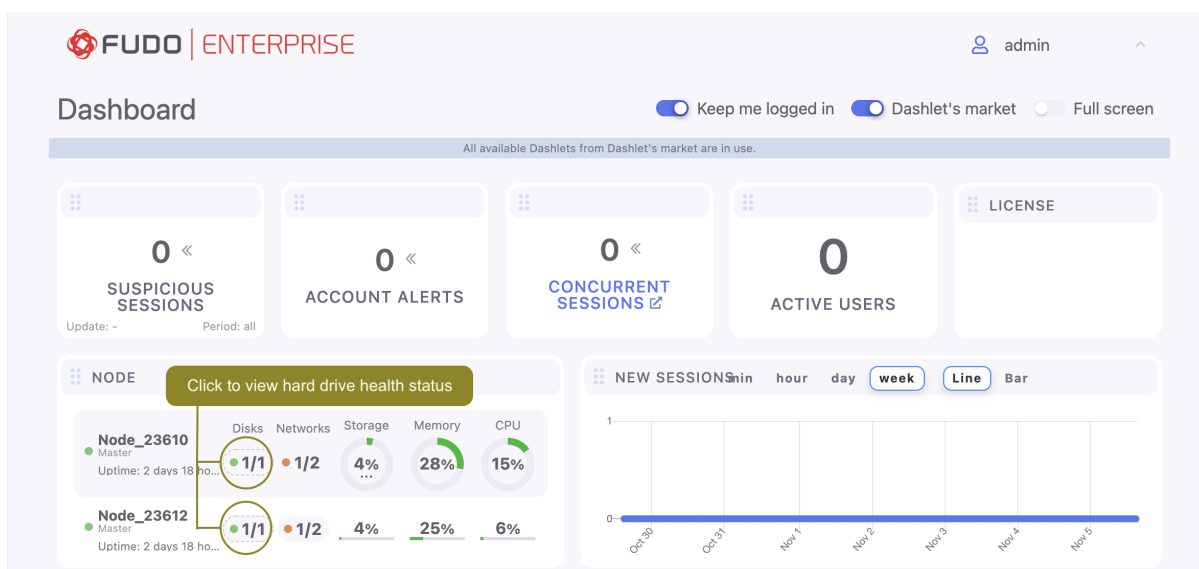 FUDO ENTERPRISE
admin
Dashboard
Keep me logged in
Dashlet's market
Full screen
All available Dashlets from Dashlet's market are in use.
0
SUSPICIOUS
SESSIONS
Update: -
Period: all
0
ACCOUNT ALERTS
0
CONCURRENT
SESSIONS
0
ACTIVE USERS
LICENSE
NODE
Click to view hard drive health status
Disks Networks Storage Memory CPU
Node_23610
Master
Uptime: 2 days 18 ho...
1/1 1/2 4% 28% 15%
...
Node_23612
Master
Uptime: 2 days 18 ho...
1/1 1/2 4% 25% 6%
NEW SESSIONS min hour day week Line Bar
1
0
Oct 30 Oct 31 Nov 1 Nov 2 Nov 3 Nov 4 Nov 5